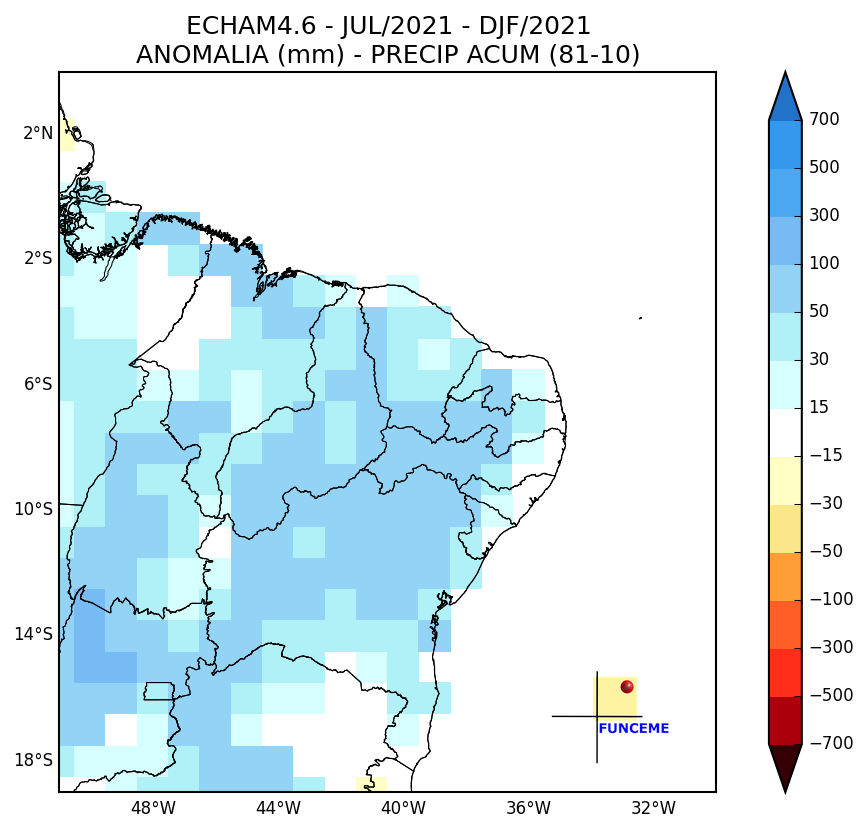 ECHAM4.6 - JUL/2021 - DJF/2021
ANOMALIA (mm) - PRECIP ACUM (81-10)
2°N
2°S
6°S
10°S
14°S
18°S
48°W
44°W
40°W
36°W
32°W
FUNCEME
700
500
300
100
50
30
15
−15
−30
−50
−100
−300
−500
−700